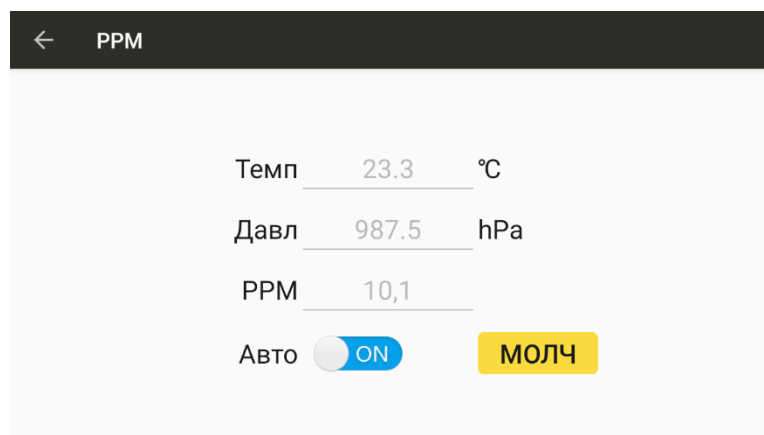 PPM
Темп 23.3 °C
Давл 987.5 hPa
PPM 10,1
Авто ON МОЛЧ